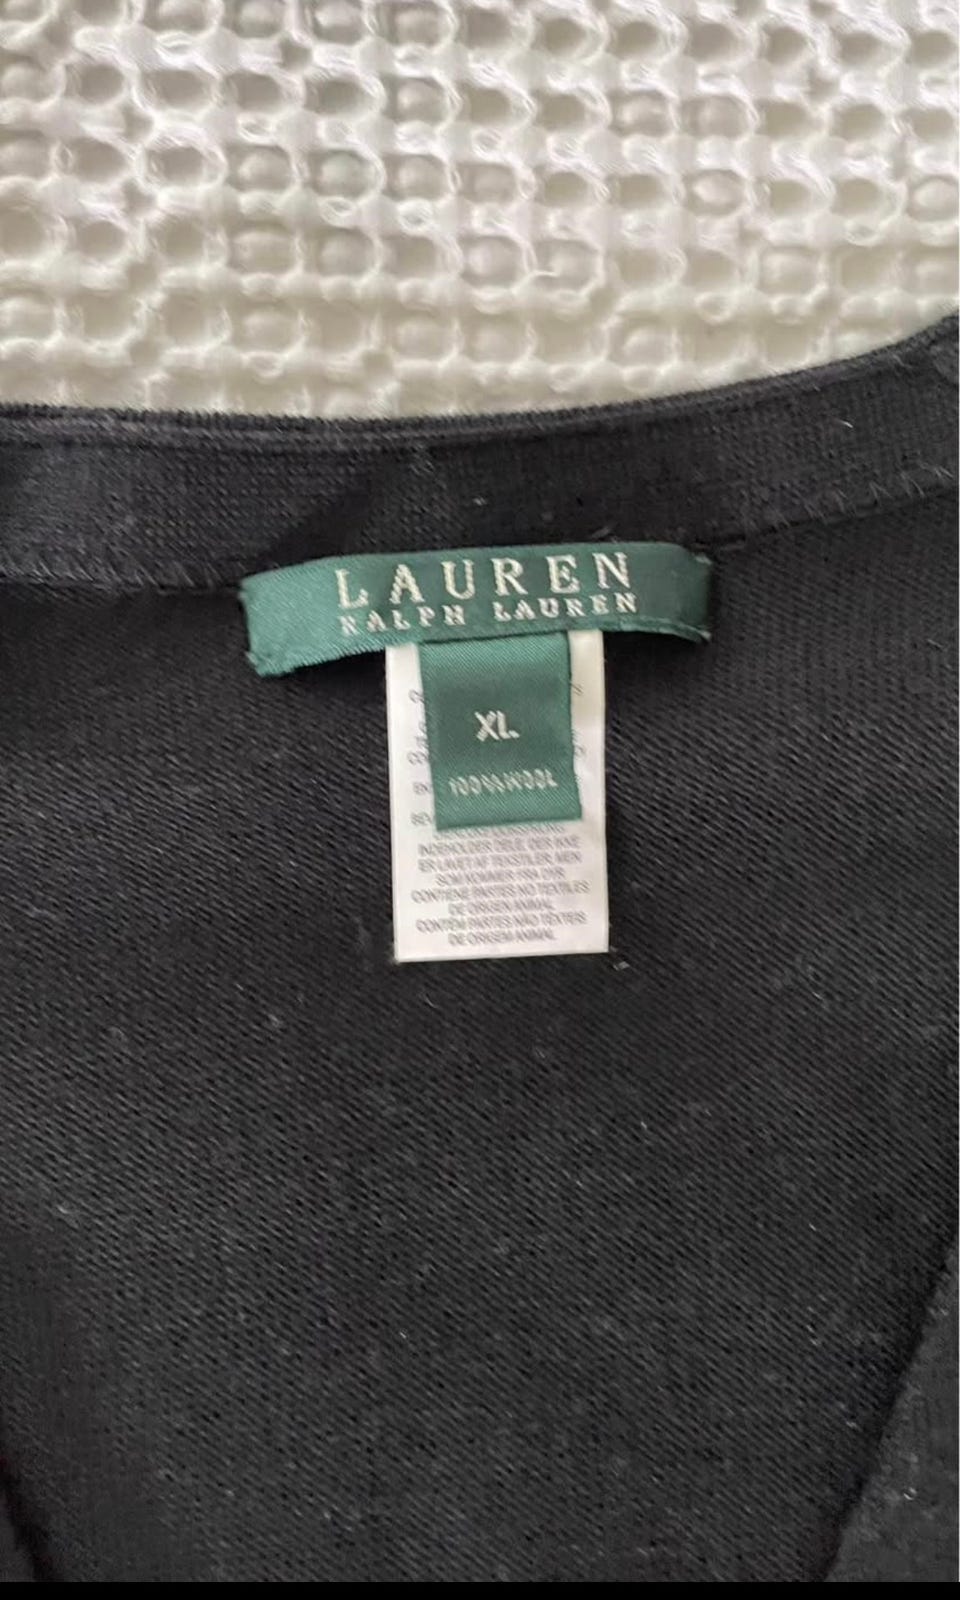 LAUREN
RALPH LAUREN
XL
100% WOOL
INDEHOLDER DELE, DER IKKE
ER LAVET AF TEKSTILER, MEN
SOM KOMMER FRA DYR
CONTIENE PARTES NO TEXTILES
DE ORIGEN ANIMAL
CONTÉM PARTES NÃO TÊXTEIS
DE ORIGEM ANIMAL